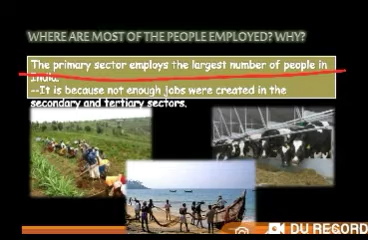 WHERE ARE MOST OF THE PEOPLE EMPLOYED? WHY?
The primary sector employs the largest number of people in
India.
--It is because not enough jobs were created in the
secondary and tertiary sectors.
DU RECORD